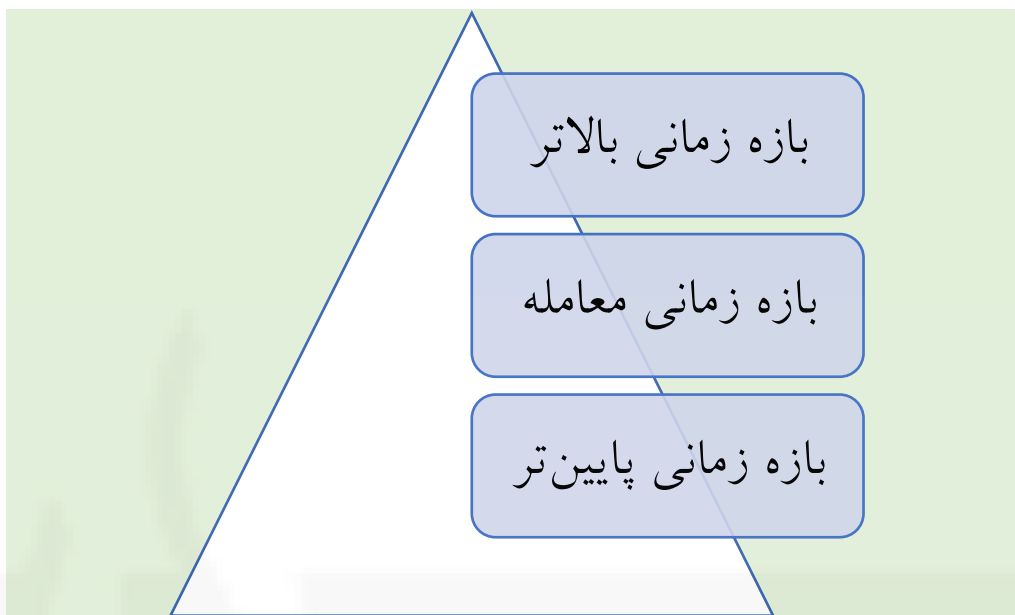 بازه زمانی بالاتر
بازه زمانی معامله
بازه زمانی پایین‌تر